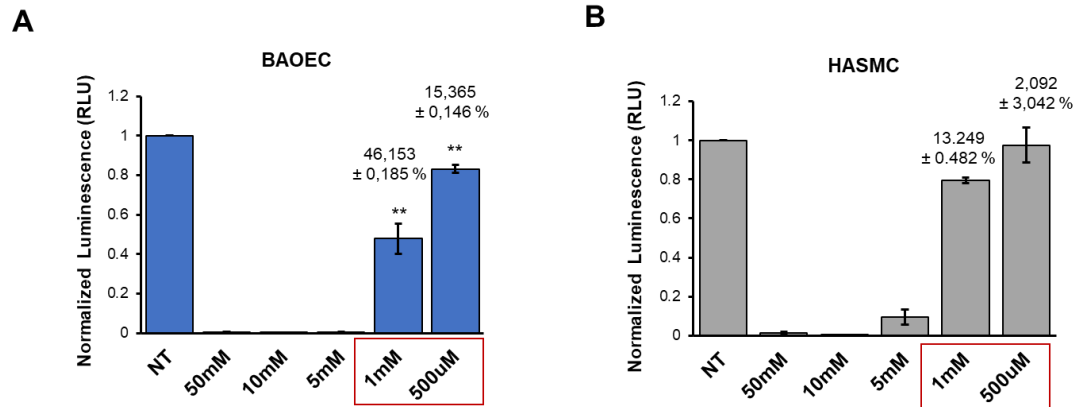 A
BAOEC
Normalized Luminescence (RLU)
1.2
1
0.8
0.6
0.4
0.2
0
46,153
± 0,185 %
**
15,365
± 0,146 %
**
NT
50mM
10mM
5mM
1mM
500uM
B
HASMC
Normalized Luminescence (RLU)
1.2
1
0.8
0.6
0.4
0.2
0
13.249
± 0.482 %
2,092
± 3,042 %
NT
50mM
10mM
5mM
1mM
500uM